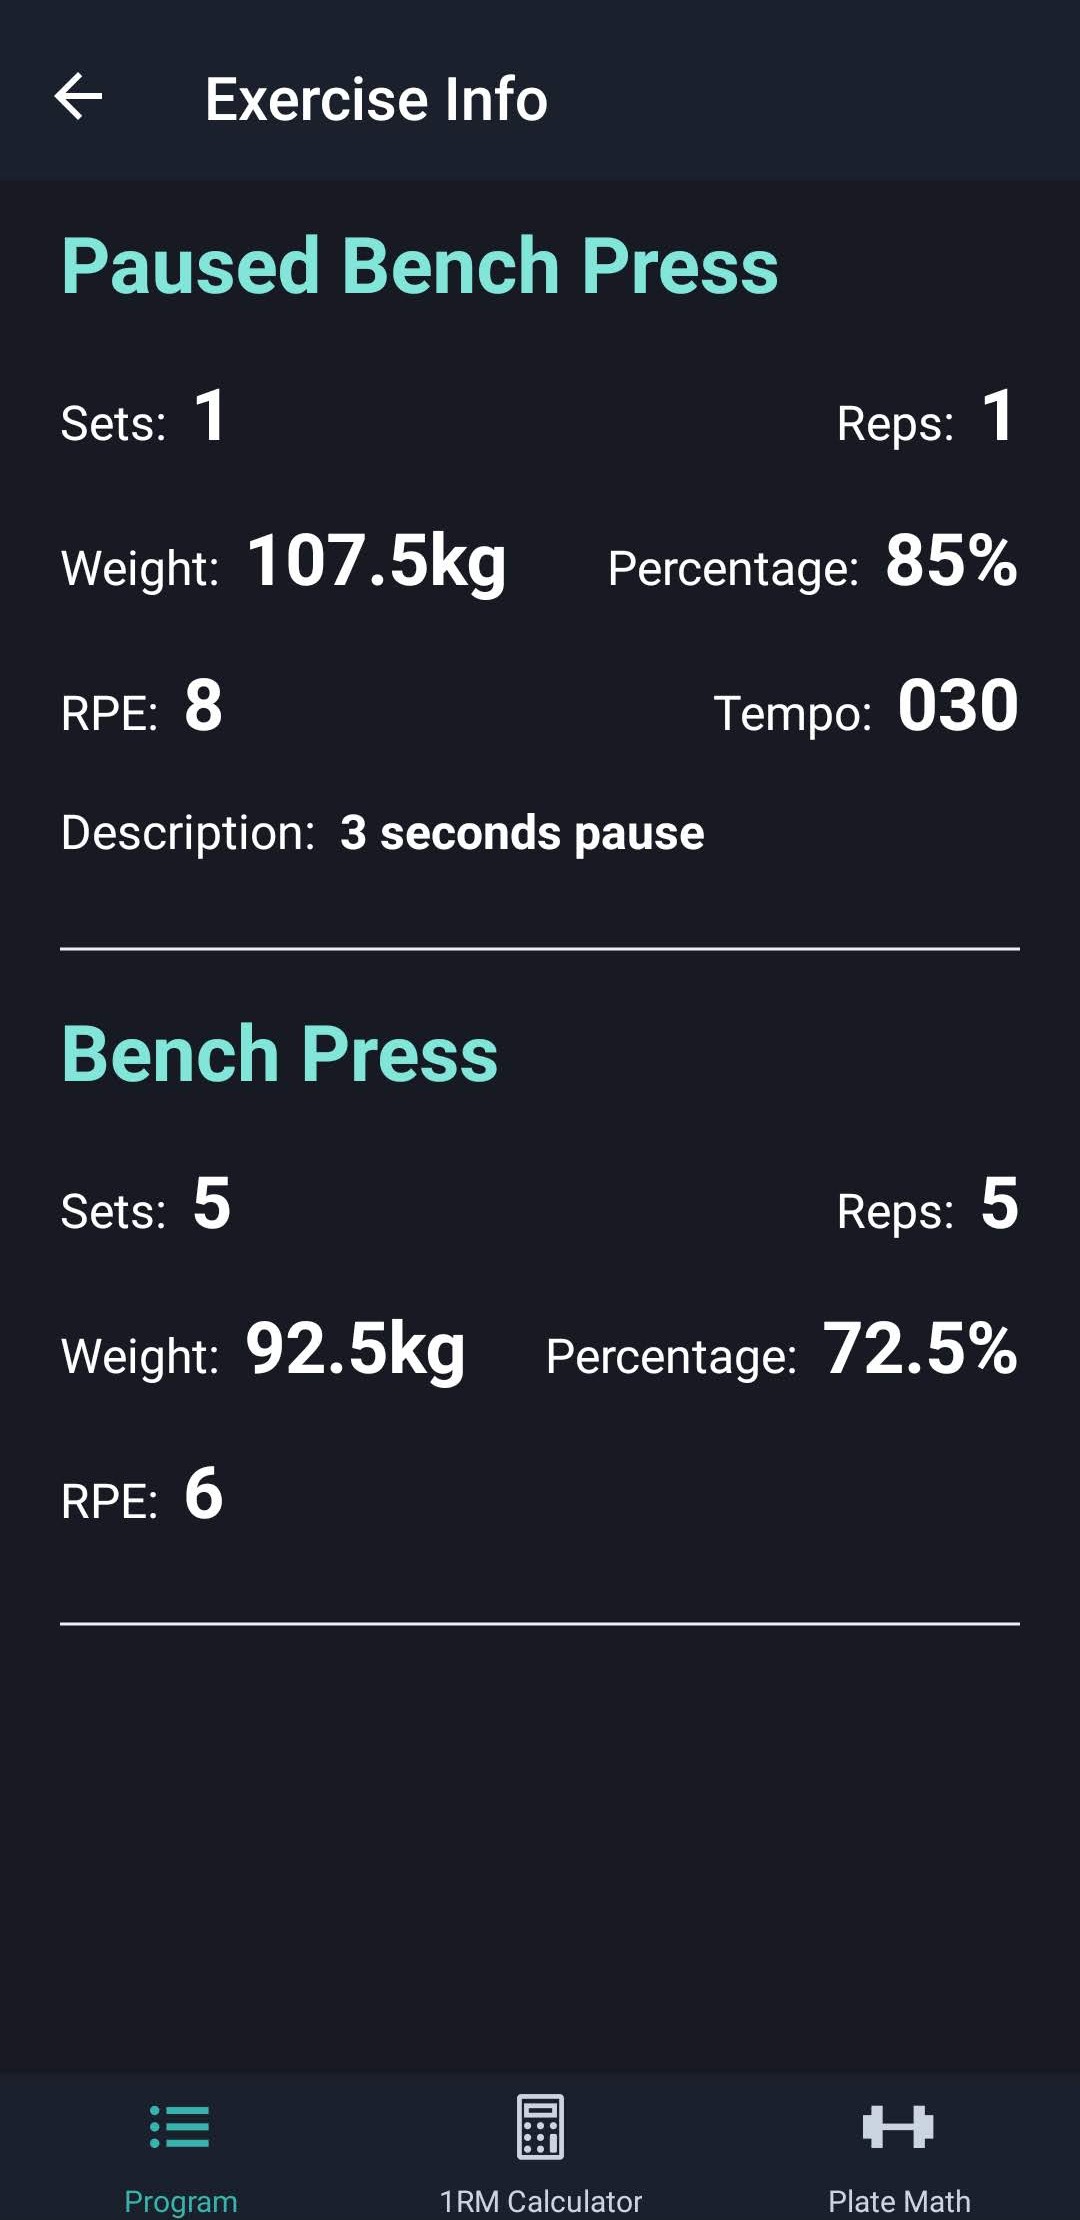 Exercise Info
Paused Bench Press
Sets: 1 Reps: 1
Weight: 107.5kg Percentage: 85%
RPE: 8 Tempo: 030
Description: 3 seconds pause
Bench Press
Sets: 5 Reps: 5
Weight: 92.5kg Percentage: 72.5%
RPE: 6
Program 1RM Calculator Plate Math